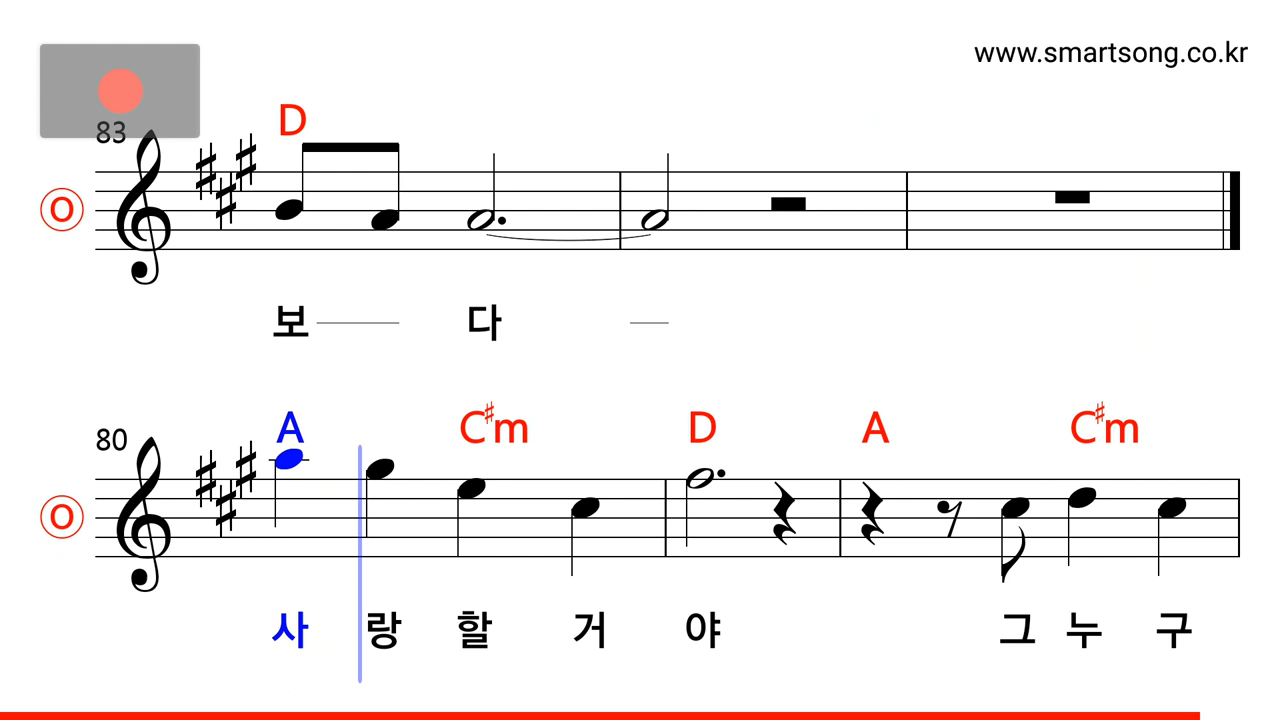 www.smartsong.co.kr
83
D
O
보 다
80
A C♯m D A C♯m
O
사 랑 할 거 야 그 누 구